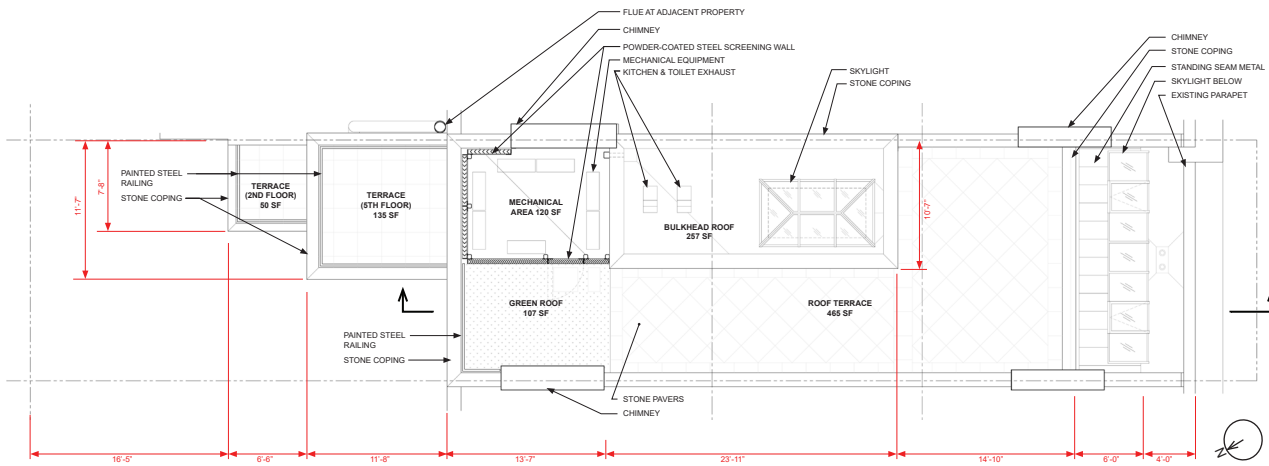 FLUE AT ADJACENT PROPERTY
CHIMNEY
POWDER-COATED STEEL SCREENING WALL
MECHANICAL EQUIPMENT
KITCHEN & TOILET EXHAUST
SKYLIGHT
STONE COPING
CHIMNEY
STONE COPING
STANDING SEAM METAL
SKYLIGHT BELOW
EXISTING PARAPET
PAINTED STEEL
RAILING
STONE COPING
11'-7"
7'-8"
TERRACE
(2ND FLOOR)
50 SF
TERRACE
(5TH FLOOR)
135 SF
MECHANICAL
AREA 120 SF
BULKHEAD ROOF
257 SF
10'-7"
GREEN ROOF
107 SF
ROOF TERRACE
465 SF
PAINTED STEEL
RAILING
STONE COPING
STONE PAVERS
CHIMNEY
16'-5"
6'-6"
11'-8"
13'-7"
23'-11"
14'-10"
6'-0"
4'-0"
N